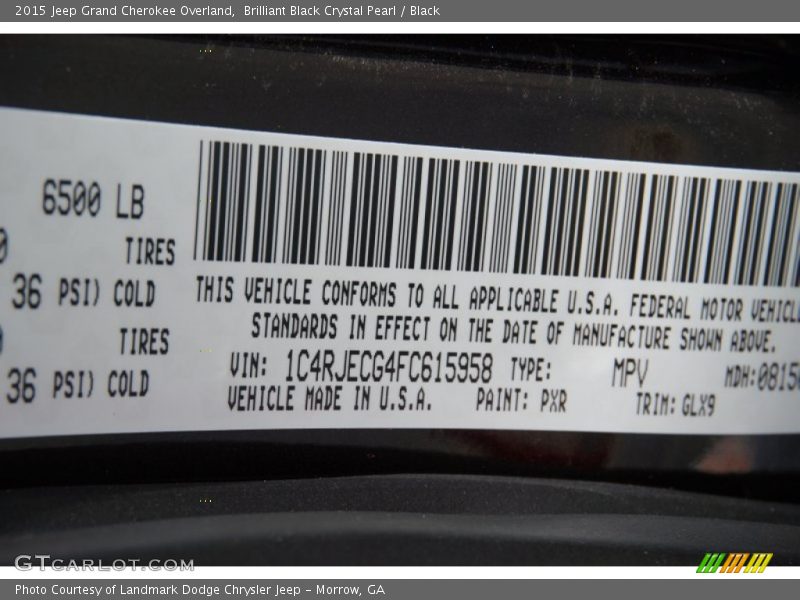 2015 Jeep Grand Cherokee Overland, Brilliant Black Crystal Pearl / Black
6500 LB
TIRES
36 PSI) COLD
TIRES
36 PSI) COLD
THIS VEHICLE CONFORMS TO ALL APPLICABLE U.S.A. FEDERAL MOTOR VEHICLE
STANDARDS IN EFFECT ON THE DATE OF MANUFACTURE SHOWN ABOVE.
VIN: 1C4RJECG4FC615958 TYPE: MPV MDH:08150
VEHICLE MADE IN U.S.A. PAINT: PXR TRIM: GLX9
GTcarlot.com
Photo Courtesy of Landmark Dodge Chrysler Jeep – Morrow, GA